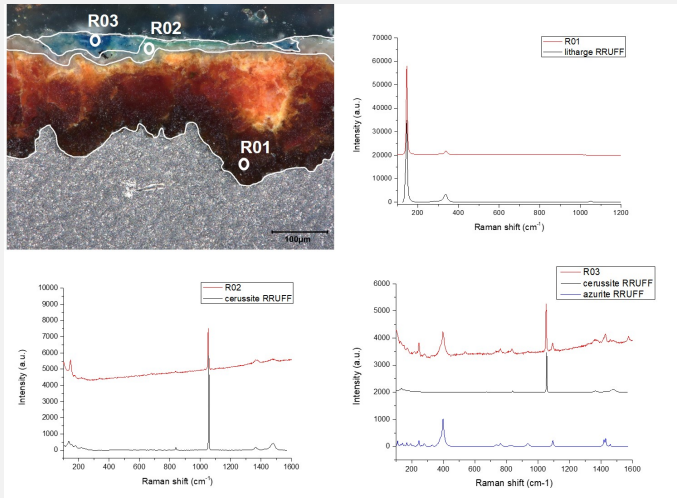 R03
R02
R01
100µm
70000
60000
50000
40000
30000
20000
10000
0
Intensity (a.u.)
R01
litharge RRUFF
200
400
600
800
1000
1200
Raman shift (cm-1)
10000
9000
8000
7000
6000
5000
4000
3000
2000
1000
0
Intensity (a.u.)
R02
cerussite RRUFF
200
400
600
800
1000
1200
1400
1600
Raman shift (cm-1)
6000
4000
2000
0
Intensity (a.u.)
R03
cerussite RRUFF
azurite RRUFF
200
400
600
800
1000
1200
1400
1600
Raman shift (cm-1)